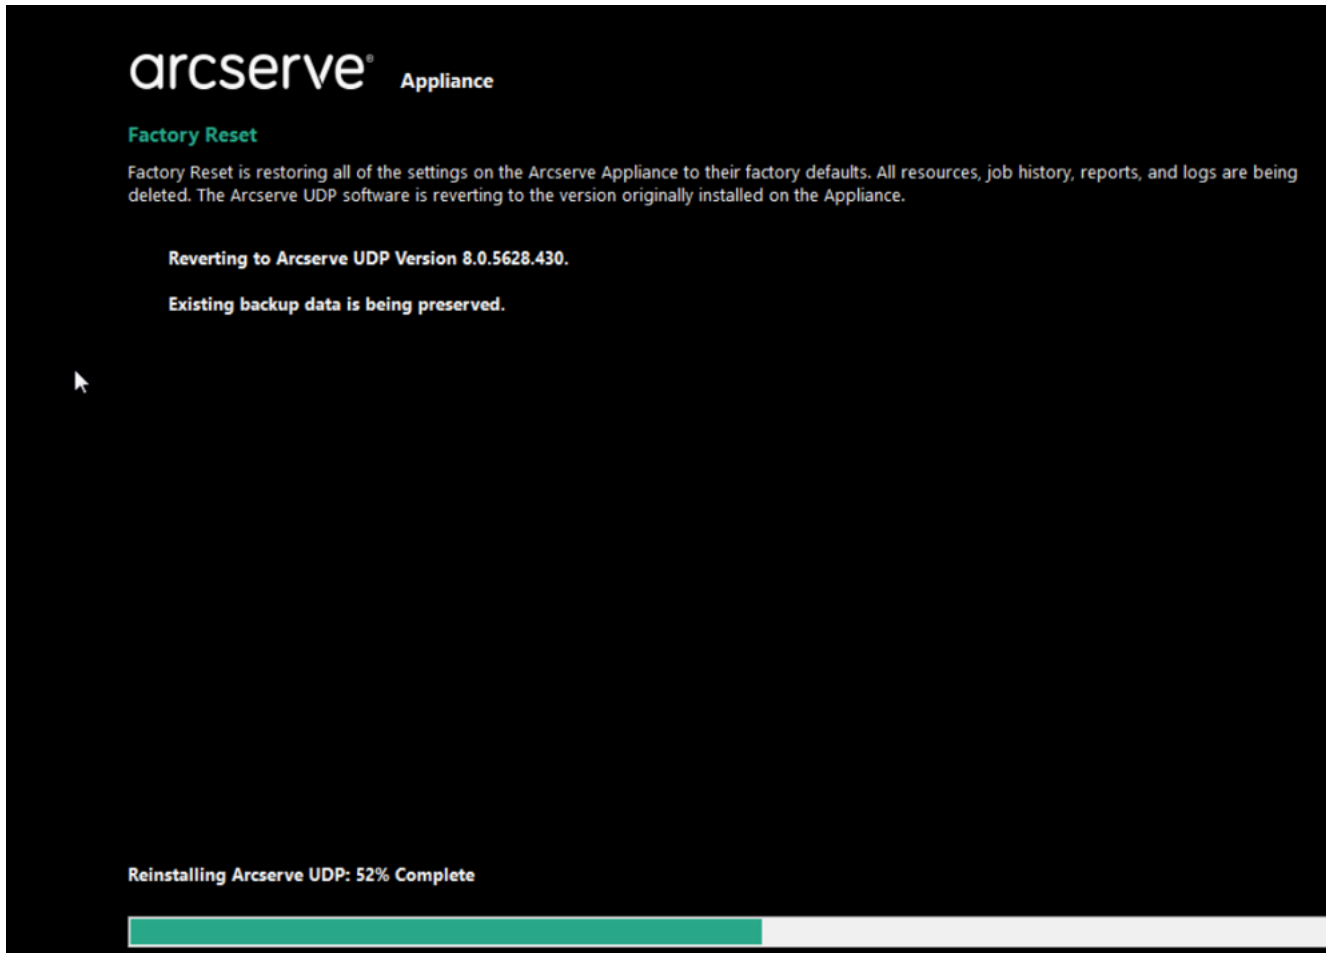 arcserve® Appliance
Factory Reset
Factory Reset is restoring all of the settings on the Arcserve Appliance to their factory defaults. All resources, job history, reports, and logs are being
deleted. The Arcserve UDP software is reverting to the version originally installed on the Appliance.
Reverting to Arcserve UDP Version 8.0.5628.430.
Existing backup data is being preserved.
Reinstalling Arcserve UDP: 52% Complete